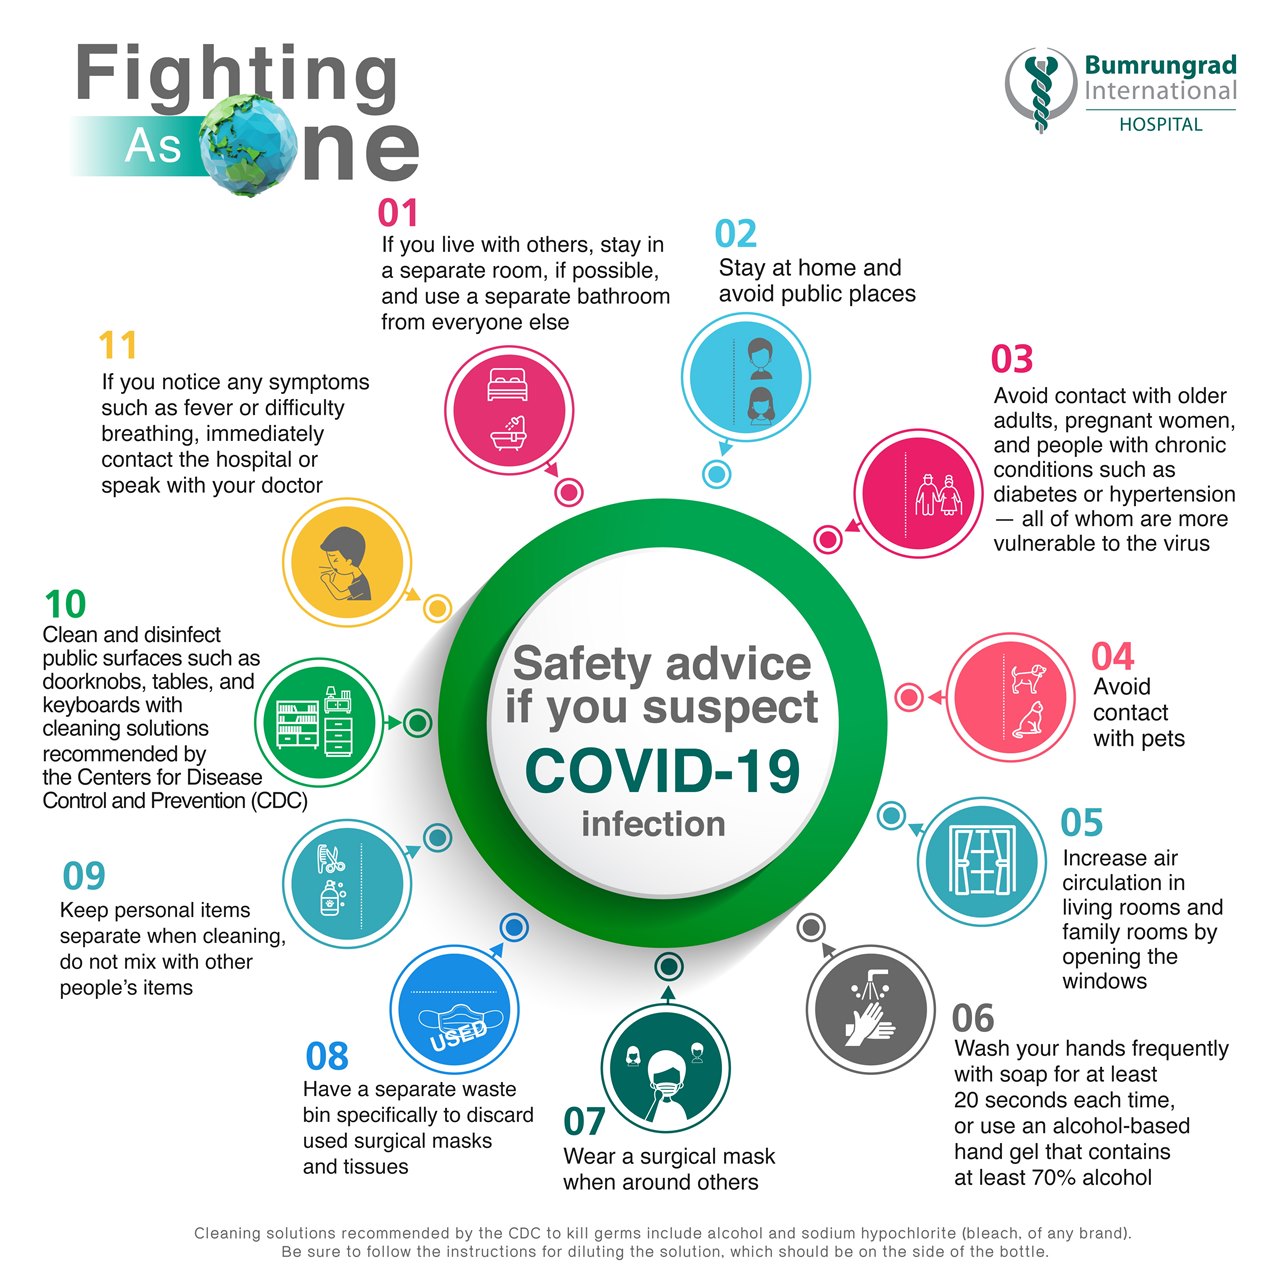 Fighting
As One
Bumrungrad
International
HOSPITAL
01
If you live with others, stay in
a separate room, if possible,
and use a separate bathroom
from everyone else
02
Stay at home and
avoid public places
03
Avoid contact with older
adults, pregnant women,
and people with chronic
conditions such as
diabetes or hypertension
— all of whom are more
vulnerable to the virus
04
Avoid
contact
with pets
05
Increase air
circulation in
living rooms and
family rooms by
opening the
windows
06
Wash your hands frequently
with soap for at least
20 seconds each time,
or use an alcohol-based
hand gel that contains
at least 70% alcohol
07
Wear a surgical mask
when around others
08
Have a separate waste
bin specifically to discard
used surgical masks
and tissues
USED
09
Keep personal items
separate when cleaning,
do not mix with other
people's items
10
Clean and disinfect
public surfaces such as
doorknobs, tables, and
keyboards with
cleaning solutions
recommended by
the Centers for Disease
Control and Prevention (CDC)
11
If you notice any symptoms
such as fever or difficulty
breathing, immediately
contact the hospital or
speak with your doctor
Safety advice
if you suspect
COVID-19
infection
Cleaning solutions recommended by the CDC to kill germs include alcohol and sodium hypochlorite (bleach, of any brand).
Be sure to follow the instructions for diluting the solution, which should be on the side of the bottle.